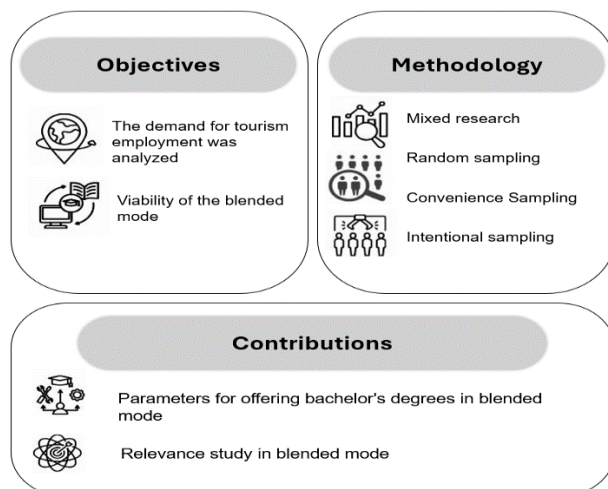 Objectives
The demand for tourism
employment was
analyzed
Viability of the blended
mode
Methodology
Mixed research
Random sampling
Convenience Sampling
Intentional sampling
Contributions
Parameters for offering bachelor's degrees in blended
mode
Relevance study in blended mode